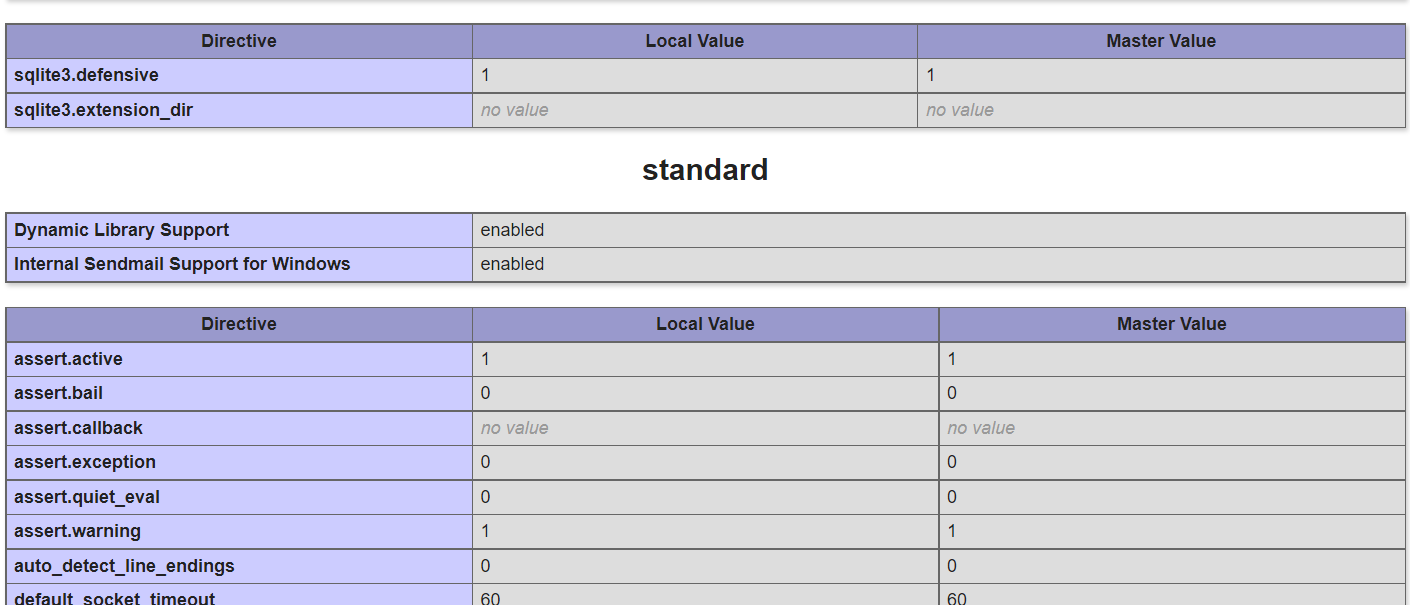 Directive Local Value Master Value
sqlite3.defensive 1 1
sqlite3.extension_dir no value no value
standard
Dynamic Library Support enabled
Internal Sendmail Support for Windows enabled
Directive Local Value Master Value
assert.active 1 1
assert.bail 0 0
assert.callback no value no value
assert.exception 0 0
assert.quiet_eval 0 0
assert.warning 1 1
auto_detect_line_endings 0 0
default_socket_timeout 60 60